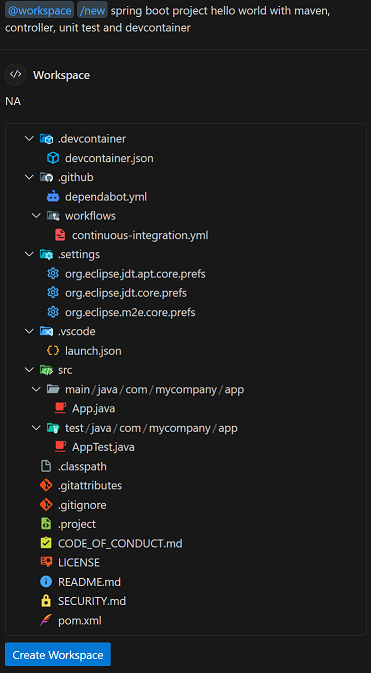 @workspace /new spring boot project hello world with maven,
controller, unit test and devcontainer
Workspace
NA
.devcontainer
devcontainer.json
.github
dependabot.yml
workflows
continuous-integration.yml
.settings
org.eclipse.jdt.apt.core.prefs
org.eclipse.jdt.core.prefs
org.eclipse.m2e.core.prefs
.vscode
launch.json
src
main/java/com/mycompany/app
App.java
test/java/com/mycompany/app
AppTest.java
.classpath
.gitattributes
.gitignore
.project
CODE_OF_CONDUCT.md
LICENSE
README.md
SECURITY.md
pom.xml
Create Workspace